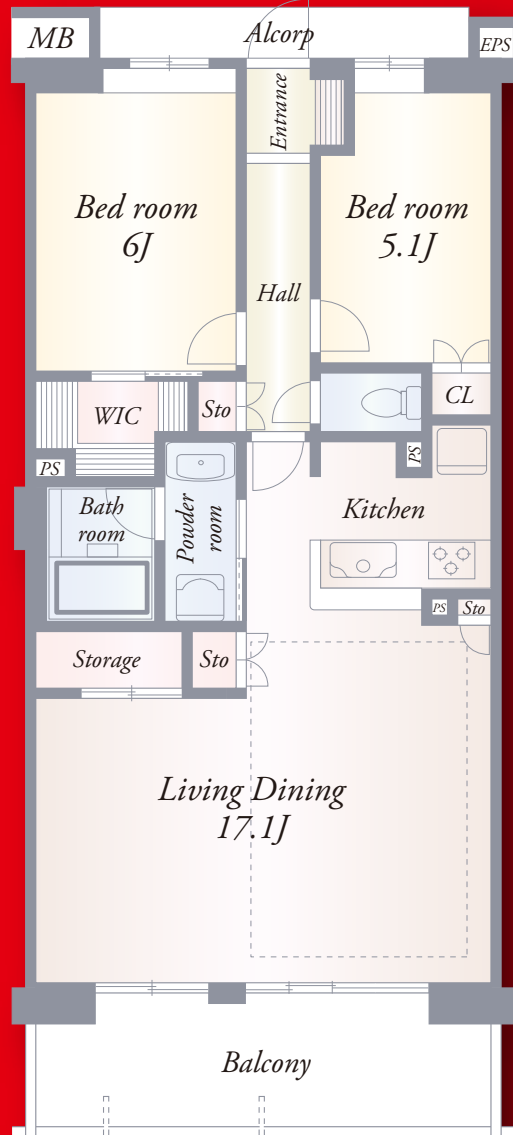 MB
Alcorp
EPS
Entrance
Bed room
6J
Bed room
5.1J
Hall
WIC
Sto
CL
PS
PS
Bath
room
Powder
room
Kitchen
PS
Sto
Storage
Sto
Living Dining
17.1J
Balcony